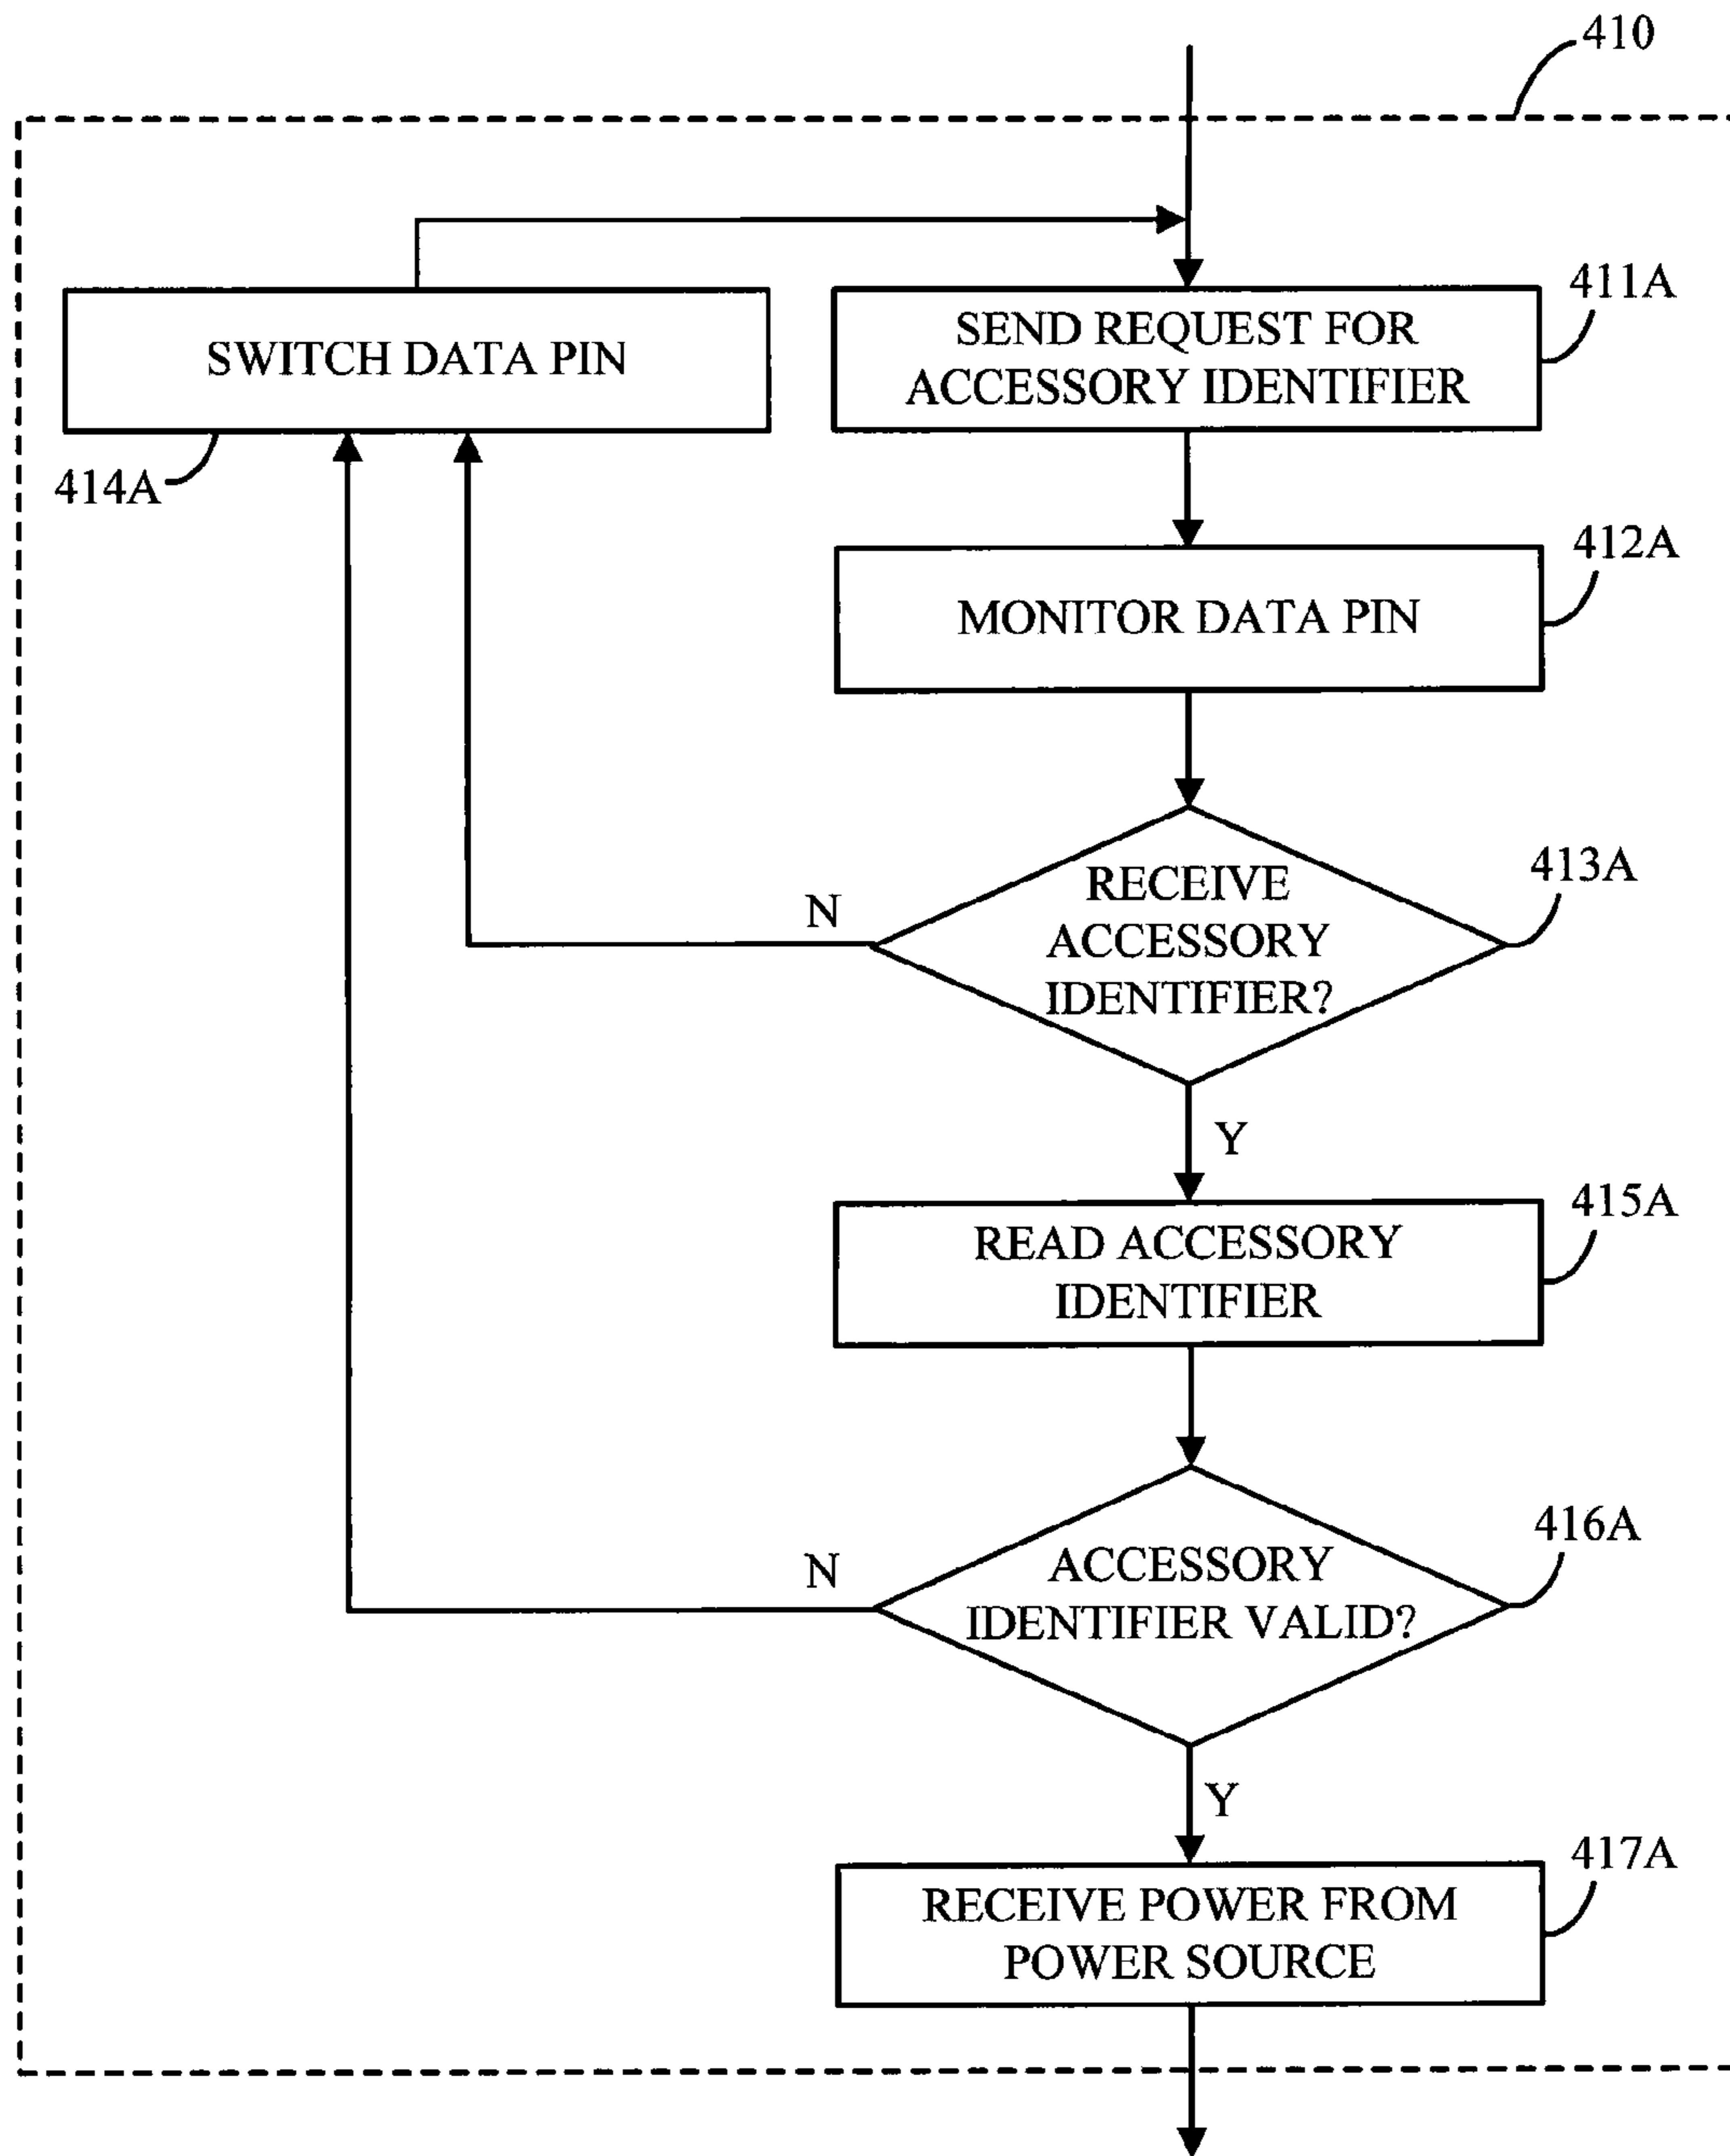 410
SWITCH DATA PIN
414A
SEND REQUEST FOR
ACCESSORY IDENTIFIER
411A
MONITOR DATA PIN
412A
RECEIVE
ACCESSORY
IDENTIFIER?
413A
N
Y
READ ACCESSORY
IDENTIFIER
415A
ACCESSORY
IDENTIFIER VALID?
416A
N
Y
RECEIVE POWER FROM
POWER SOURCE
417A